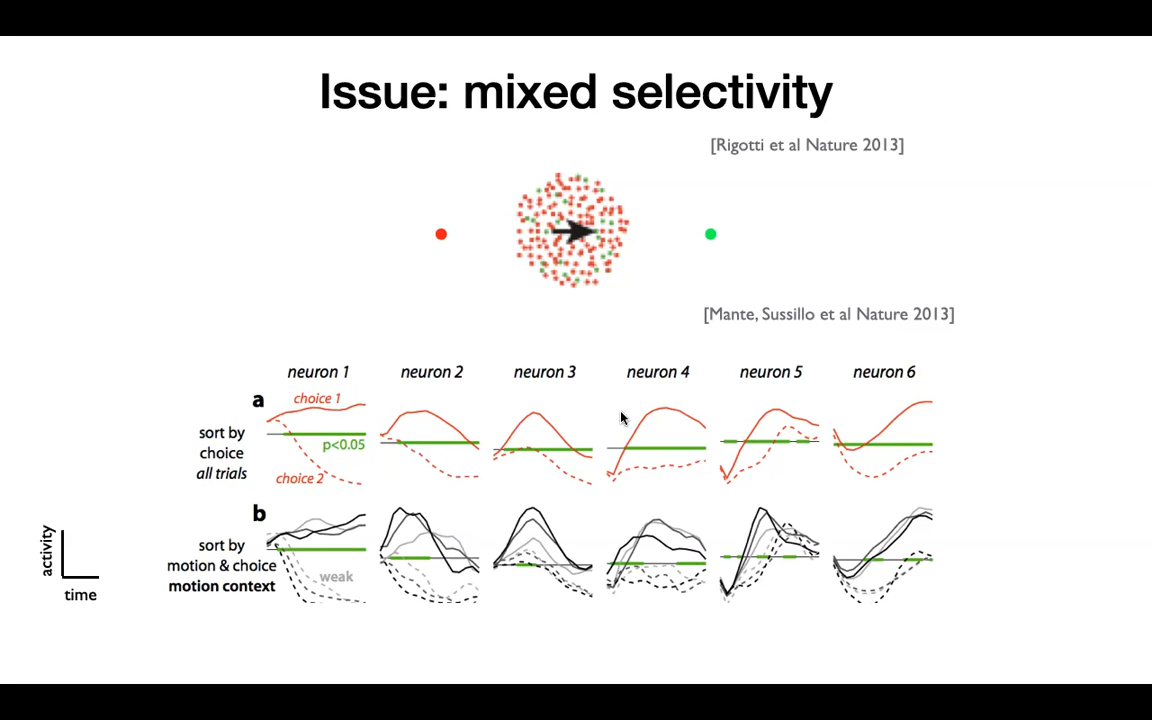 Issue: mixed selectivity
[Rigotti et al Nature 2013]
[Mante, Sussillo et al Nature 2013]
neuron 1 neuron 2 neuron 3 neuron 4 neuron 5 neuron 6
a
choice 1
sort by
choice
all trials
p<0.05
choice 2
b
sort by
motion & choice
motion context
weak
activity
time